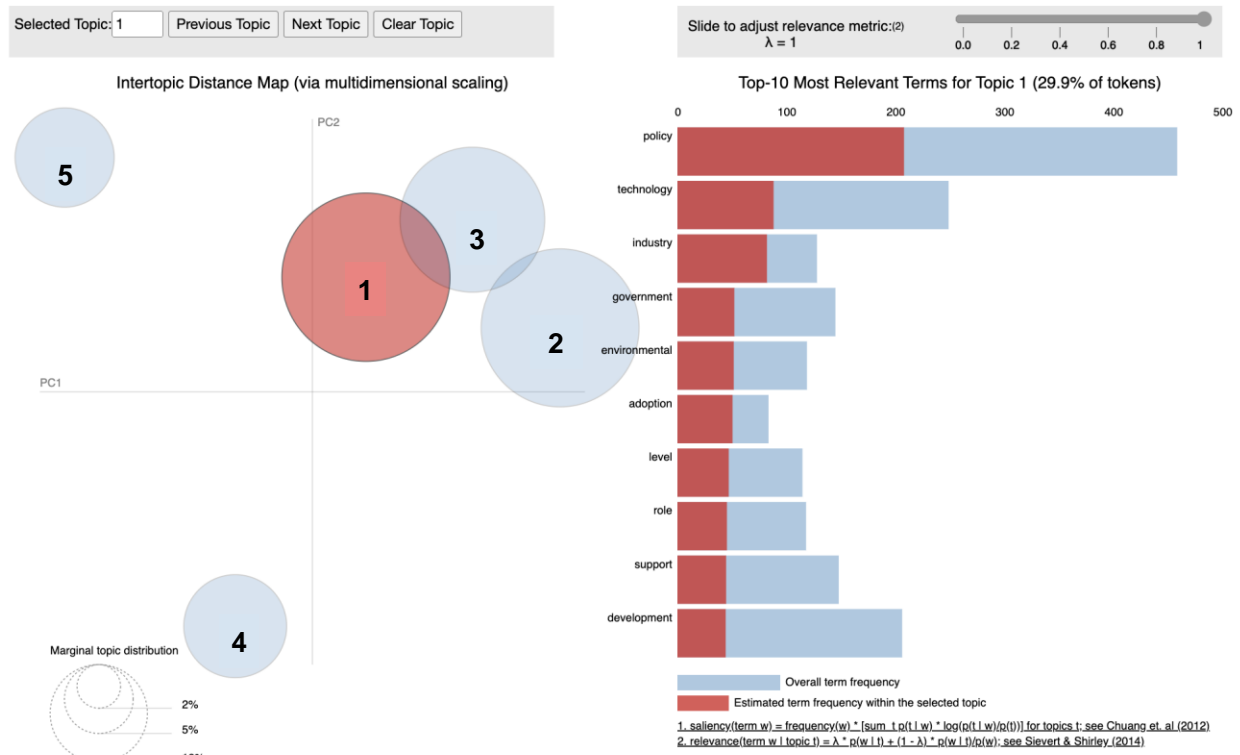 Selected Topic: 1 Previous Topic Next Topic Clear Topic
Slide to adjust relevance metric:(2)
λ = 1
0.0 0.2 0.4 0.6 0.8 1
Intertopic Distance Map (via multidimensional scaling)
PC2
PC1
5
3
1
2
4
Marginal topic distribution
2%
5%
Top-10 Most Relevant Terms for Topic 1 (29.9% of tokens)
0 100 200 300 400 500
policy
technology
industry
government
environmental
adoption
level
role
support
development
Overall term frequency
Estimated term frequency within the selected topic
1. saliency(term w) = frequency(w) * [sum_t p(t | w) * log(p(t | w)/p(t))] for topics t; see Chuang et. al (2012)
2. relevance(term w | topic t) = λ * p(w | t) + (1 - λ) * p(w | t)/p(w); see Sievert & Shirley (2014)